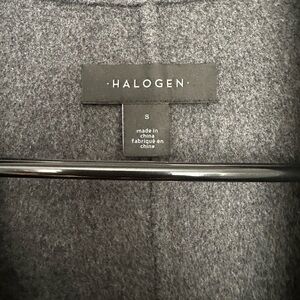 ·HALOGEN·
S
made in
china
fabriqué en
chine